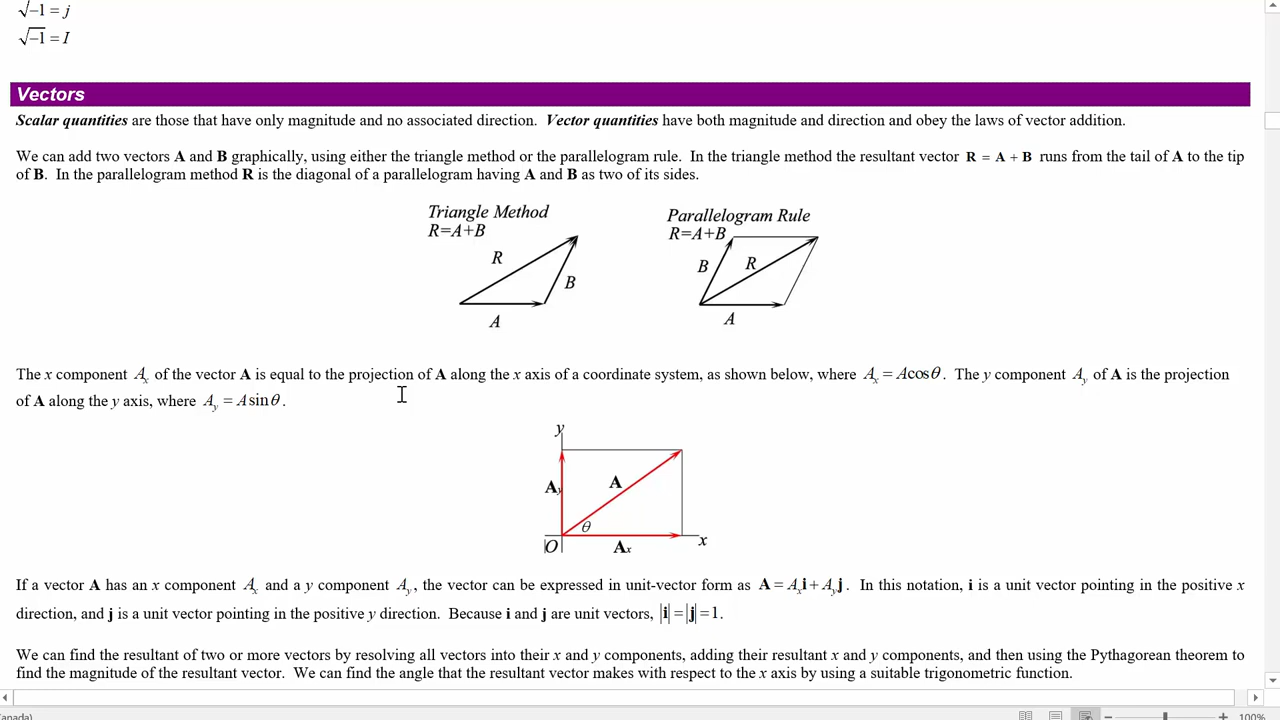 √-1 = j
√-1 = I
Vectors
Scalar quantities are those that have only magnitude and no associated direction. Vector quantities have both magnitude and direction and obey the laws of vector addition.
We can add two vectors A and B graphically, using either the triangle method or the parallelogram rule. In the triangle method the resultant vector R = A + B runs from the tail of A to the tip
of B. In the parallelogram method R is the diagonal of a parallelogram having A and B as two of its sides.
Triangle Method
R=A+B
R
B
A
Parallelogram Rule
R=A+B
B
R
A
The x component Aₓ of the vector A is equal to the projection of A along the x axis of a coordinate system, as shown below, where Aₓ = A cos θ. The y component Ay of A is the projection
of A along the y axis, where Ay = A sin θ.
y
Ay
A
θ
O
Ax
x
If a vector A has an x component Aₓ and a y component Ay, the vector can be expressed in unit-vector form as A = Aₓi + Ayj. In this notation, i is a unit vector pointing in the positive x
direction, and j is a unit vector pointing in the positive y direction. Because i and j are unit vectors, |i| = |j| = 1.
We can find the resultant of two or more vectors by resolving all vectors into their x and y components, adding their resultant x and y components, and then using the Pythagorean theorem to
find the magnitude of the resultant vector. We can find the angle that the resultant vector makes with respect to the x axis by using a suitable trigonometric function.
anada)
100%